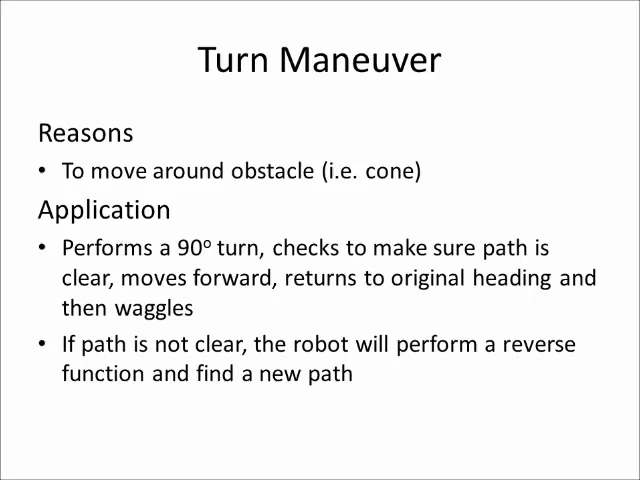 Turn Maneuver
Reasons
• To move around obstacle (i.e. cone)
Application
• Performs a 90º turn, checks to make sure path is
clear, moves forward, returns to original heading and
then waggles
• If path is not clear, the robot will perform a reverse
function and find a new path